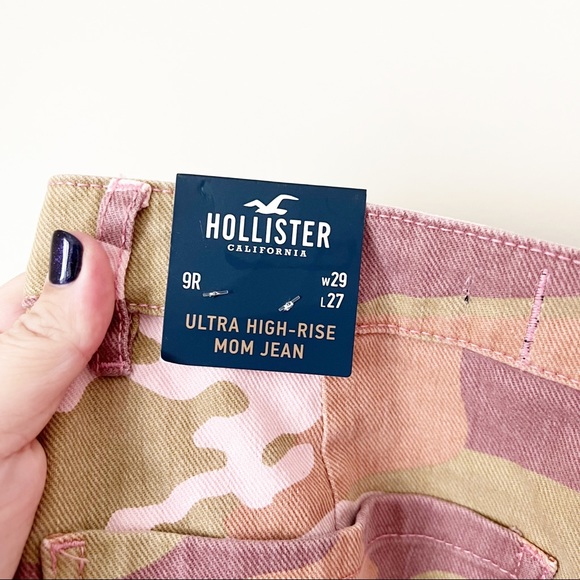 HOLLISTER
CALIFORNIA
9R W29
L27
ULTRA HIGH-RISE
MOM JEAN